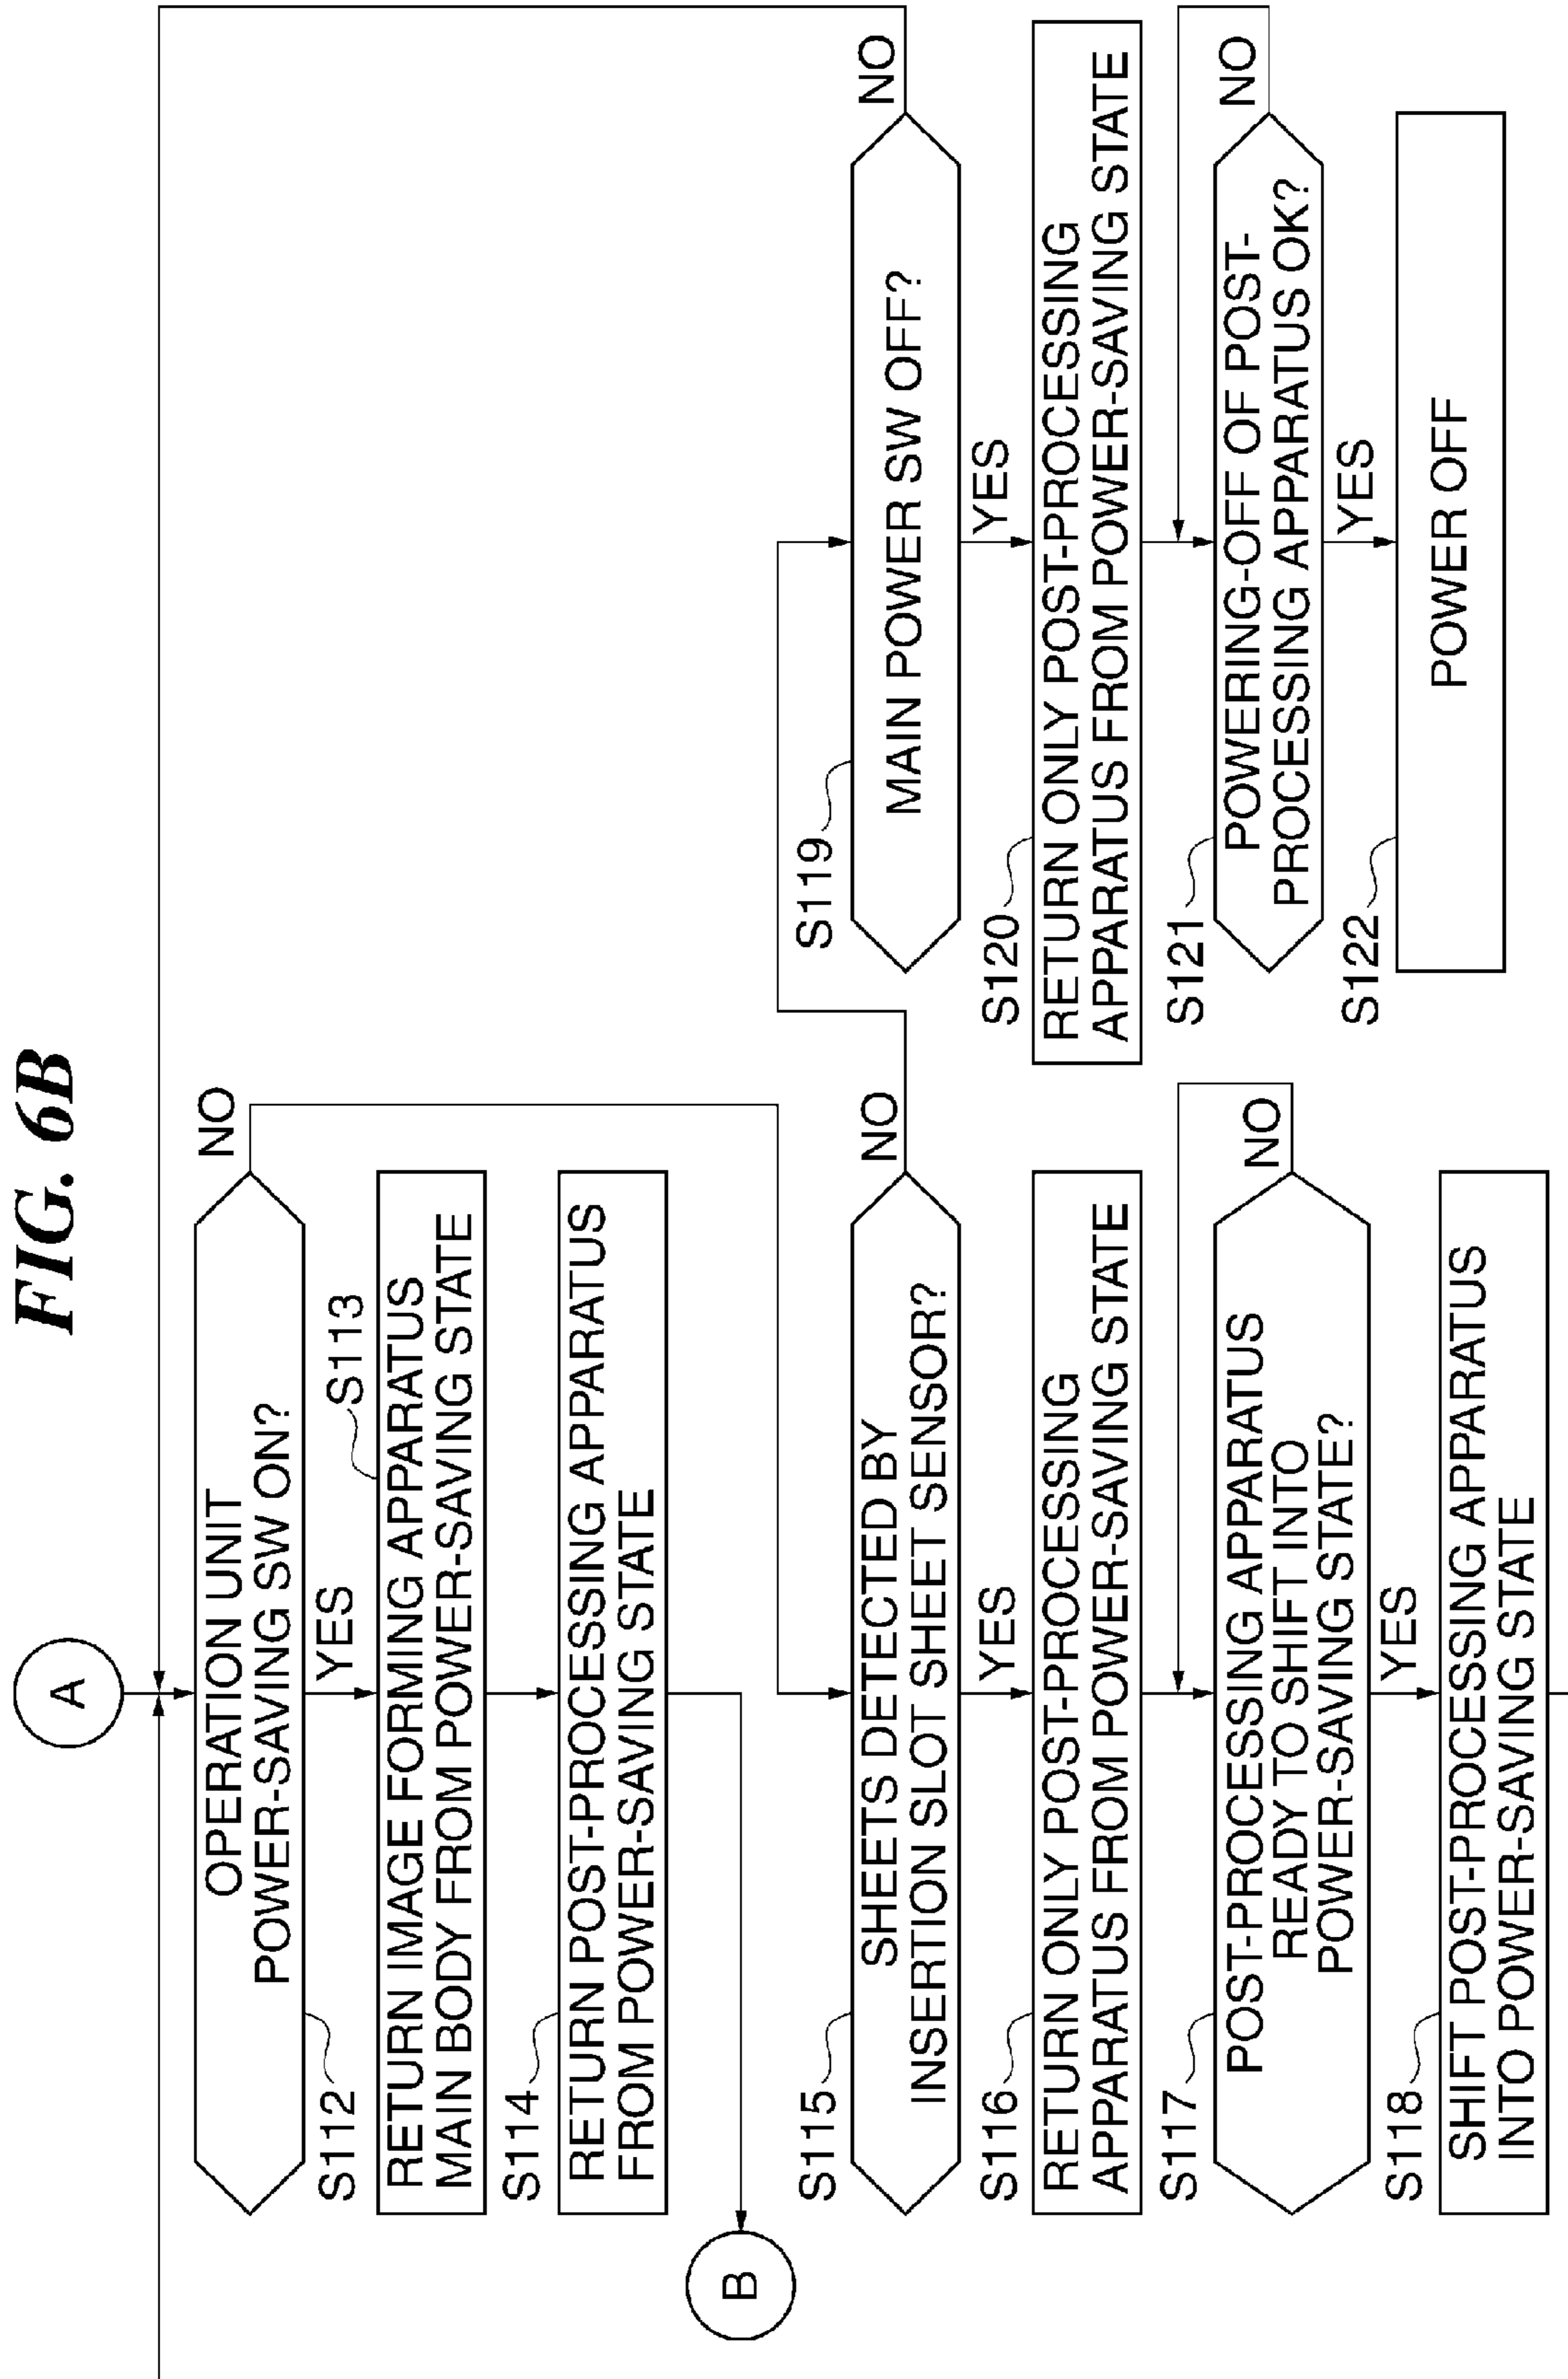 FIG. 6B
A
OPERATION UNIT
POWER-SAVING SW ON?
NO
S112
YES
S113
RETURN IMAGE FORMING APPARATUS
MAIN BODY FROM POWER-SAVING STATE
S114
RETURN POST-PROCESSING APPARATUS
FROM POWER-SAVING STATE
B
S115
SHEETS DETECTED BY
INSERTION SLOT SHEET SENSOR?
NO
YES
S116
RETURN ONLY POST-PROCESSING
APPARATUS FROM POWER-SAVING STATE
S117
POST-PROCESSING APPARATUS
READY TO SHIFT INTO
POWER-SAVING STATE?
NO
YES
S118
SHIFT POST-PROCESSING APPARATUS
INTO POWER-SAVING STATE
S119
MAIN POWER SW OFF?
NO
YES
S120
RETURN ONLY POST-PROCESSING
APPARATUS FROM POWER-SAVING STATE
S121
POWERING-OFF OF POST-
PROCESSING APPARATUS OK?
NO
YES
S122
POWER OFF